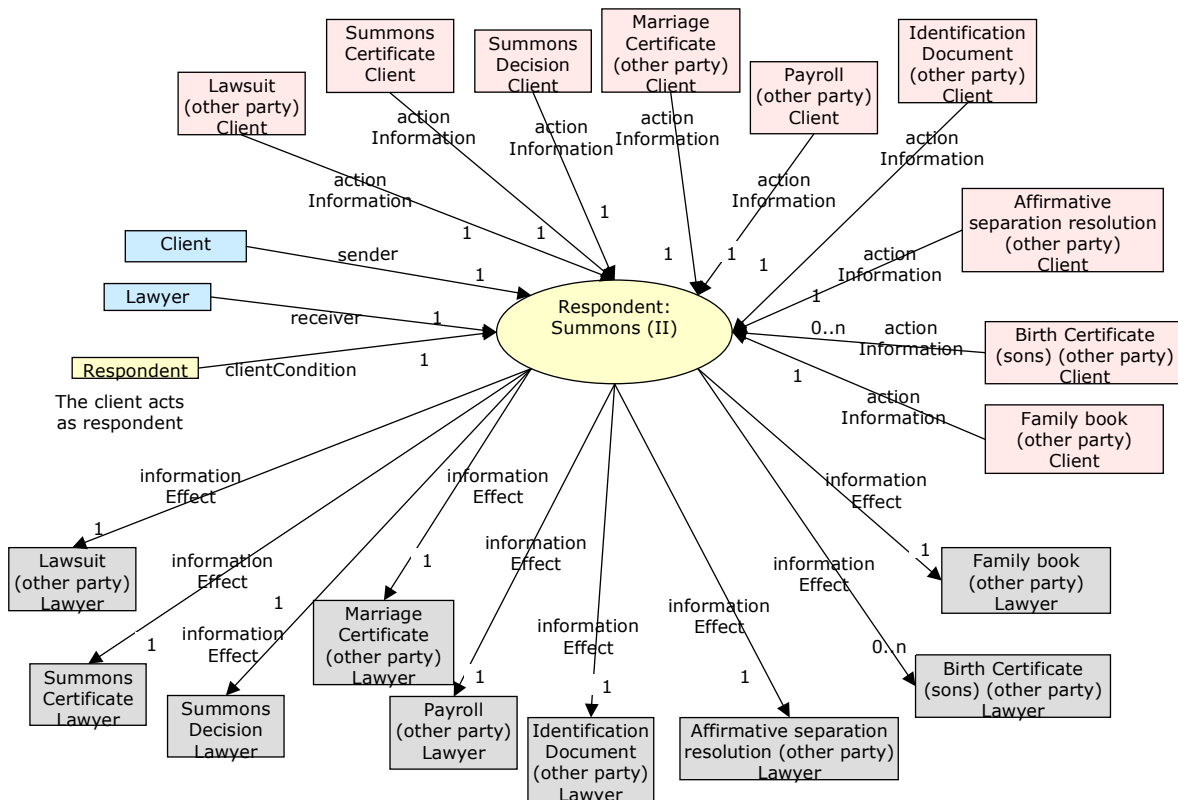 Marriage
Certificate
(other party)
Client
Identification
Document
(other party)
Client
Summons
Certificate
Client
Summons
Decision
Client
Lawsuit
(other party)
Client
Payroll
(other party)
Client
action
Information
action
Information
action
Information
action
Information
action
Information
action
Information
Affirmative
separation resolution
(other party)
Client
Client
sender
1
1
1
1
1
1
1
action
Information
1
Lawyer
receiver
1
Respondent:
Summons (II)
0..n
action
Information
Birth Certificate
(sons) (other party)
Client
Respondent
clientCondition
1
The client acts
as respondent
1
action
Information
Family book
(other party)
Client
information
Effect
1
information
Effect
1
information
Effect
1
information
Effect
1
information
Effect
1
information
Effect
1
information
Effect
1
information
Effect
0..n
information
Effect
1
Lawsuit
(other party)
Lawyer
Family book
(other party)
Lawyer
Marriage
Certificate
(other party)
Lawyer
Summons
Certificate
Lawyer
Summons
Decision
Lawyer
Payroll
(other party)
Lawyer
Identification
Document
(other party)
Lawyer
Affirmative separation
resolution (other party)
Lawyer
Birth Certificate
(sons) (other party)
Lawyer